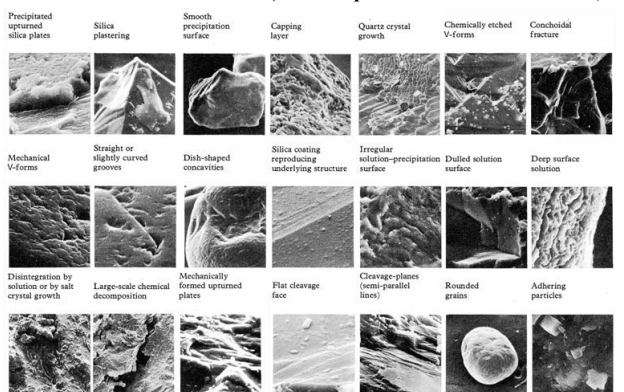 Precipitated
upturned
silica plates
Silica
plastering
Smooth
precipitation
surface
Capping
layer
Quartz crystal
growth
Chemically etched
V-forms
Conchoidal
fracture
Mechanical
V-forms
Straight or
slightly curved
grooves
Dish-shaped
concavities
Silica coating
reproducing
underlying structure
Irregular
solution–precipitation
surface
Dulled solution
surface
Deep surface
solution
Disintegration by
solution or by salt
crystal growth
Large-scale chemical
decomposition
Mechanically
formed upturned
plates
Flat cleavage
face
Cleavage-planes
(semi-parallel
lines)
Rounded
grains
Adhering
particles